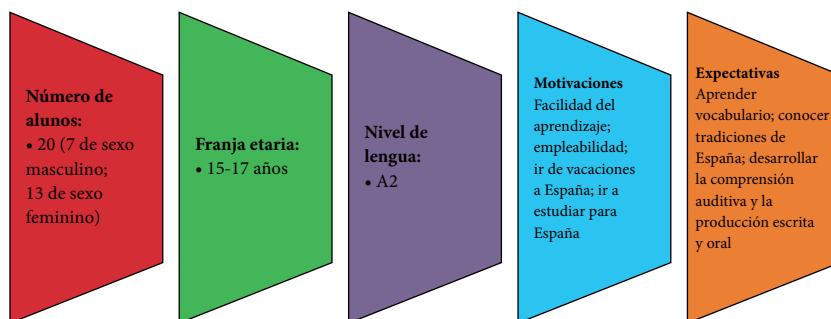 Número de
alunos:
• 20 (7 de sexo
masculino;
13 de sexo
feminino)
Franja etaria:
• 15-17 años
Nivel de
lengua:
• A2
Motivaciones
Facilidad del
aprendizaje;
empleabilidad;
ir de vacaciones
a España; ir a
estudiar para
España
Expectativas
Aprender
vocabulario; conocer
tradiciones de
España; desarrollar
la comprensión
auditiva y la
producción escrita
y oral